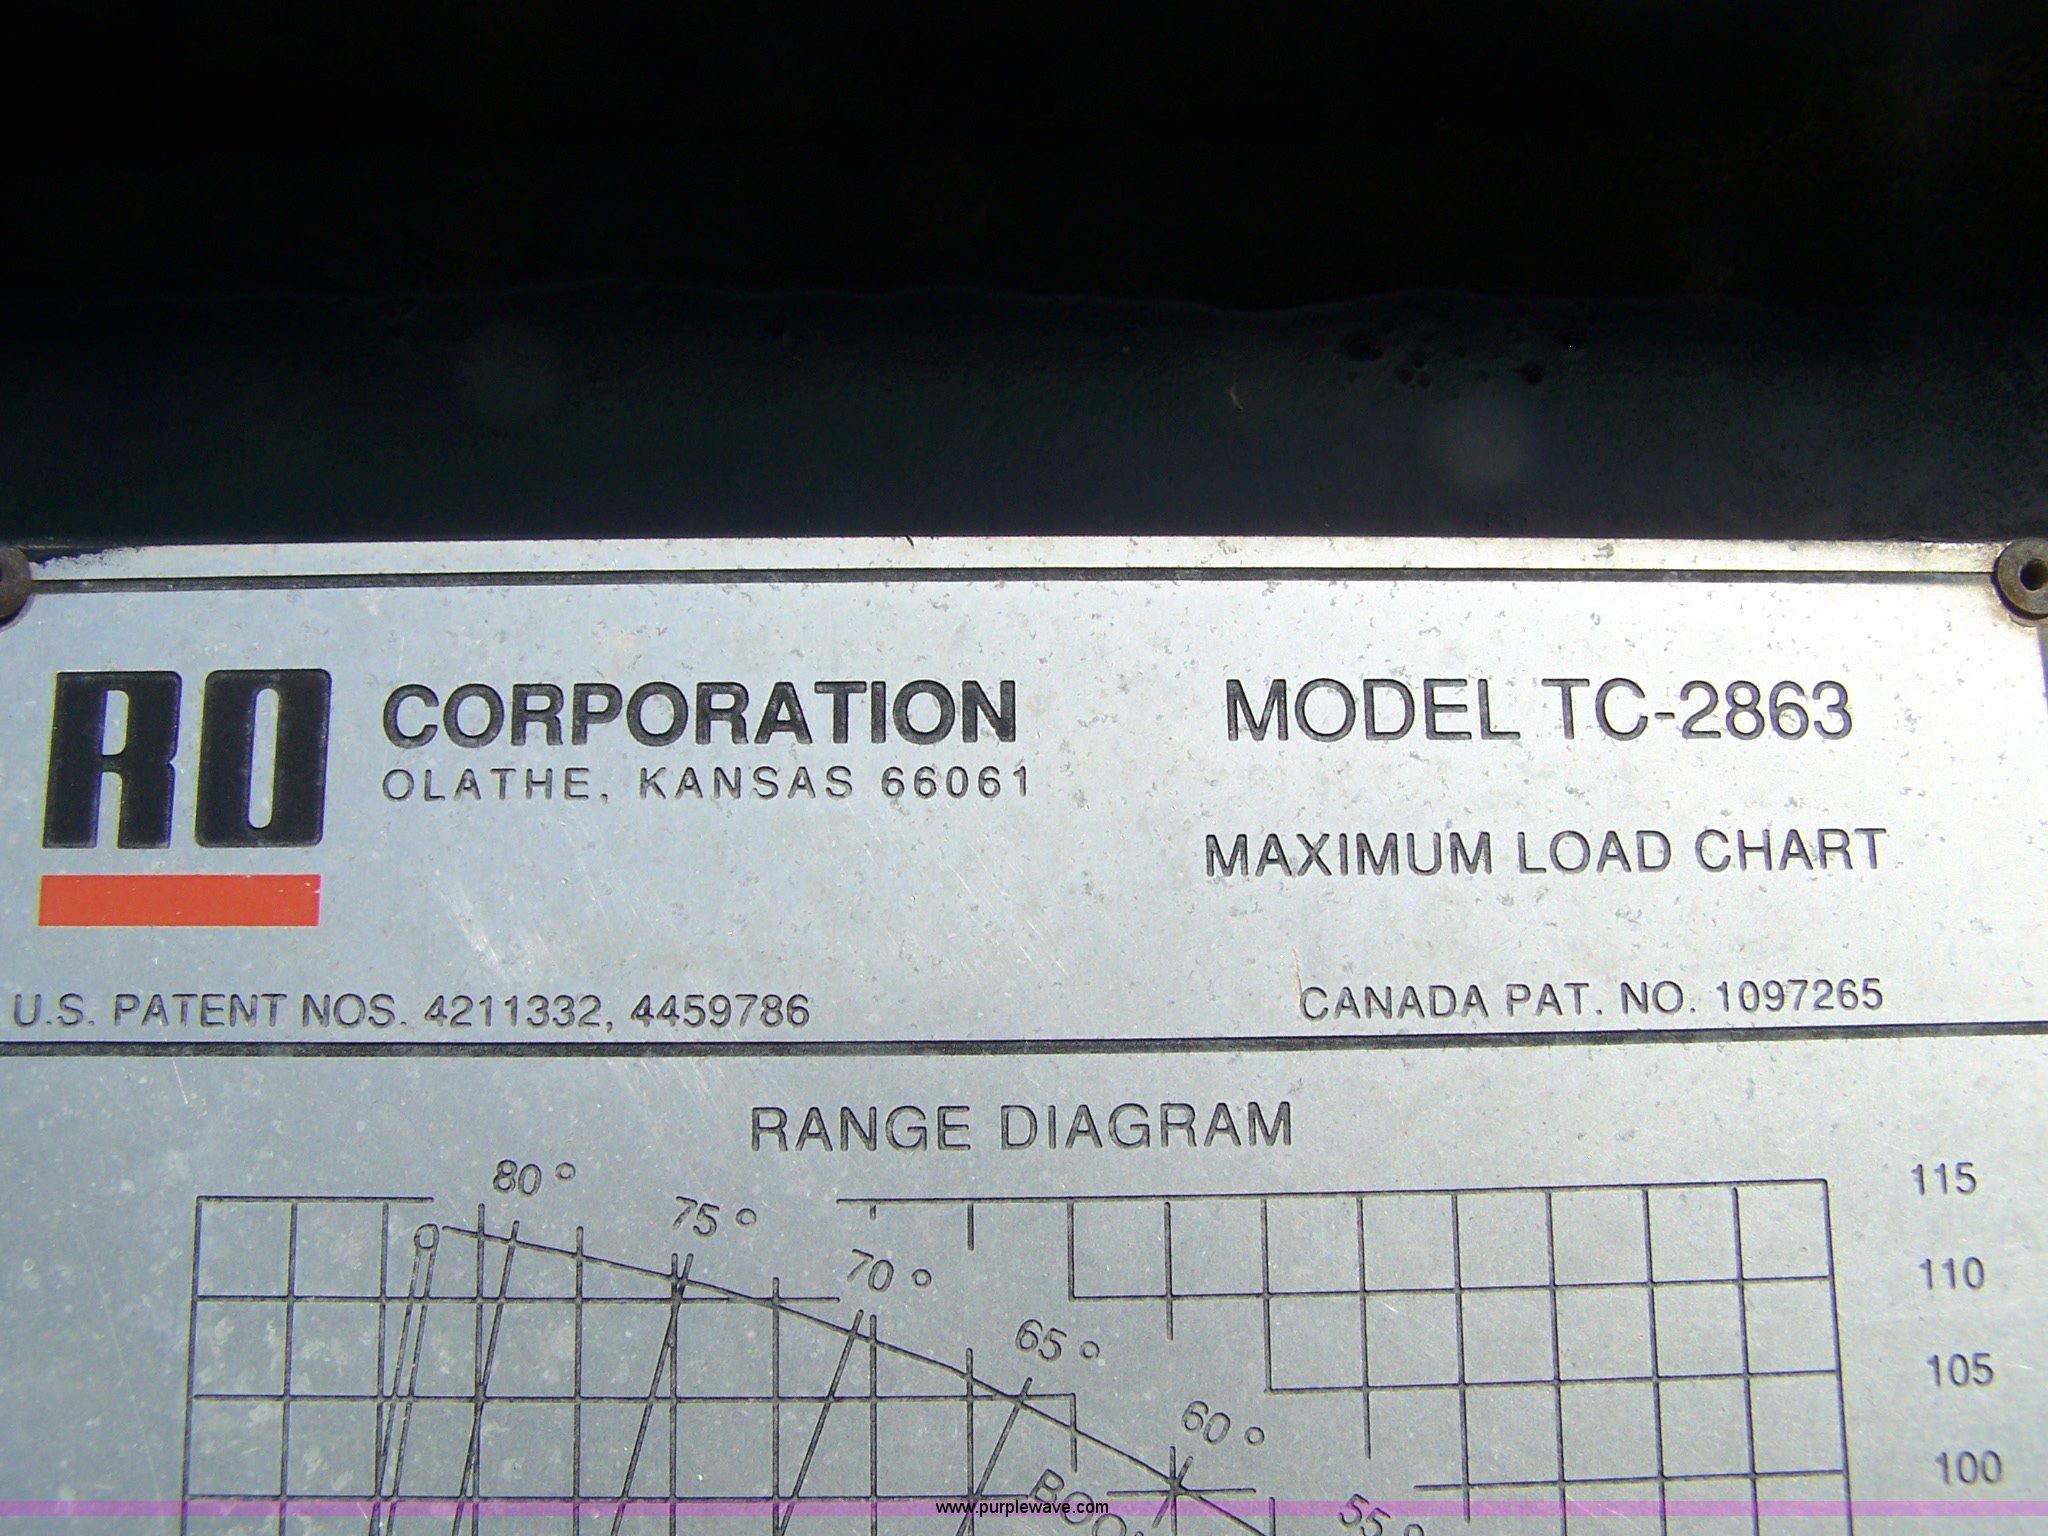 RO CORPORATION
OLATHE, KANSAS 66061
MODEL TC-2863
MAXIMUM LOAD CHART
U.S. PATENT NOS. 4211332, 4459786
CANADA PAT. NO. 1097265
RANGE DIAGRAM
80°
75°
70°
65°
60°
55°
115
110
105
100
www.purplewave.com